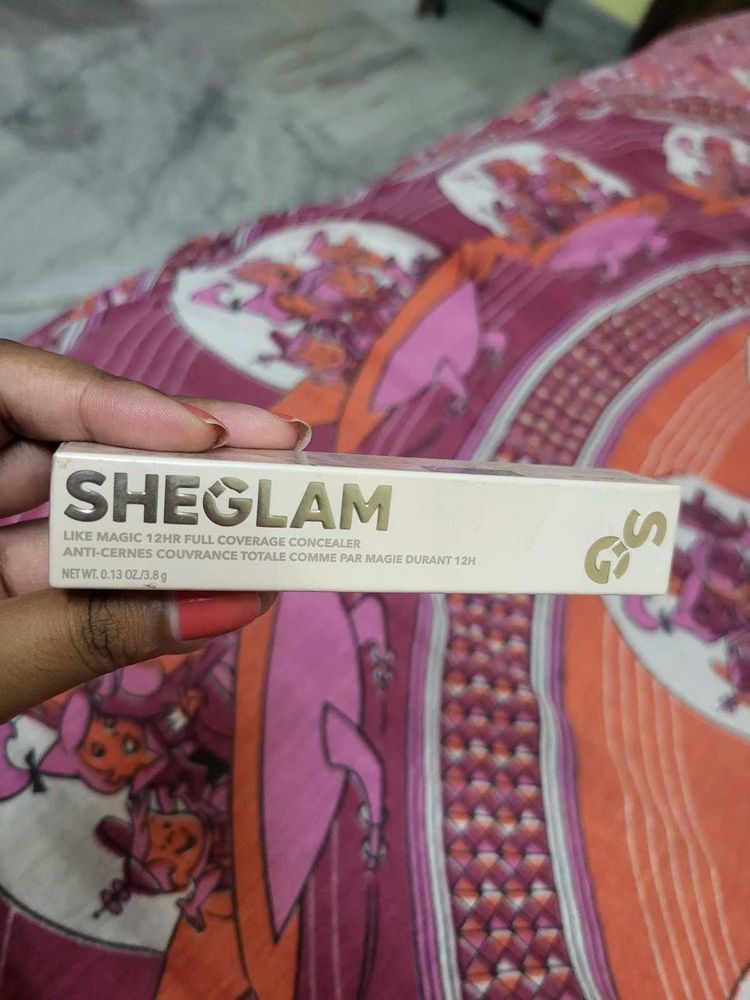 SHEGLAM
LIKE MAGIC 12HR FULL COVERAGE CONCEALER
ANTI-CERNES COUVRANCE TOTALE COMME PAR MAGIE DURANT 12H
NET WT. 0.13 OZ./3.8 g
SG